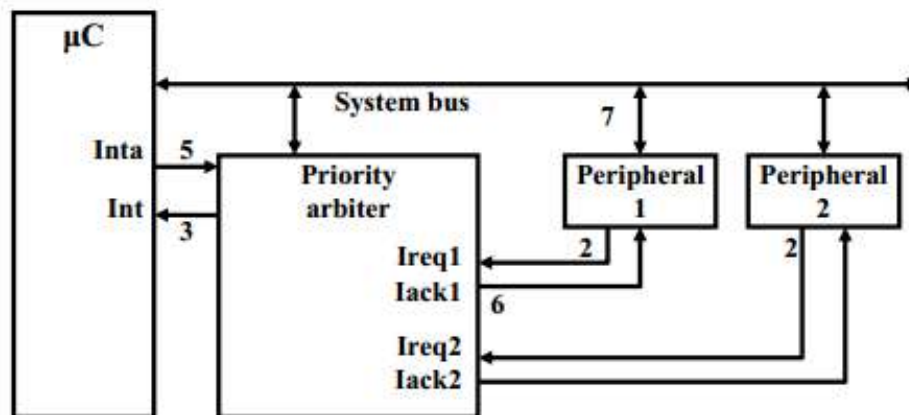 μC
System bus
7
Inta
5
Priority
arbiter
Peripheral
1
Peripheral
2
Int
3
Ireq1
2
2
Iack1
6
Ireq2
Iack2